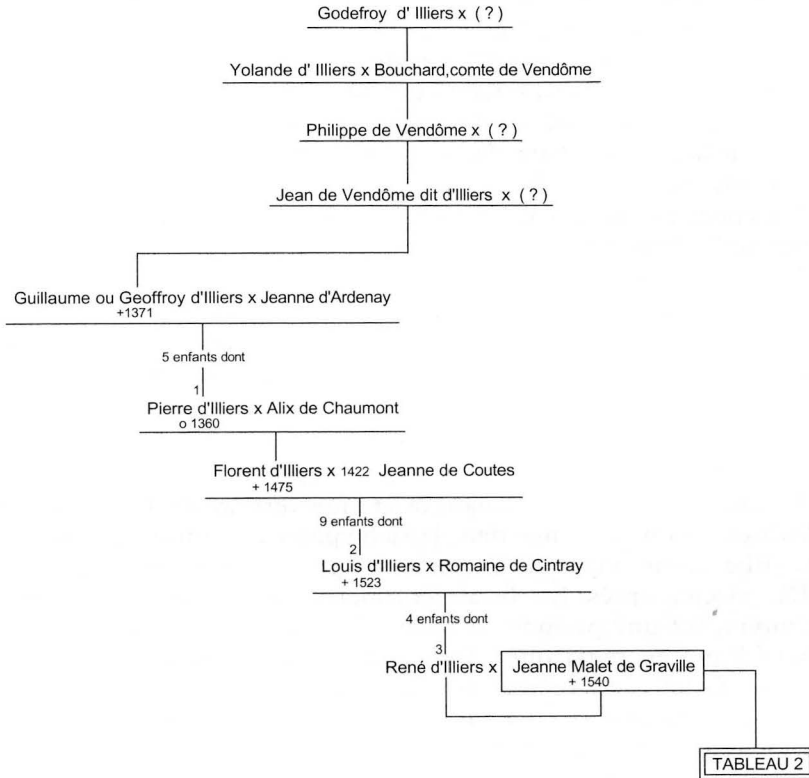 Godefroy d' Illiers x ( ? )
Yolande d' Illiers x Bouchard,comte de Vendôme
Philippe de Vendôme x ( ? )
Jean de Vendôme dit d'Illiers x ( ? )
Guillaume ou Geoffroy d'Illiers x Jeanne d'Ardenay
+1371
5 enfants dont
1
Pierre d'Illiers x Alix de Chaumont
o 1360
Florent d'Illiers x 1422 Jeanne de Coutes
+ 1475
9 enfants dont
2
Louis d'Illiers x Romaine de Cintray
+ 1523
4 enfants dont
3
René d'Illiers x Jeanne Malet de Graville
+ 1540
TABLEAU 2